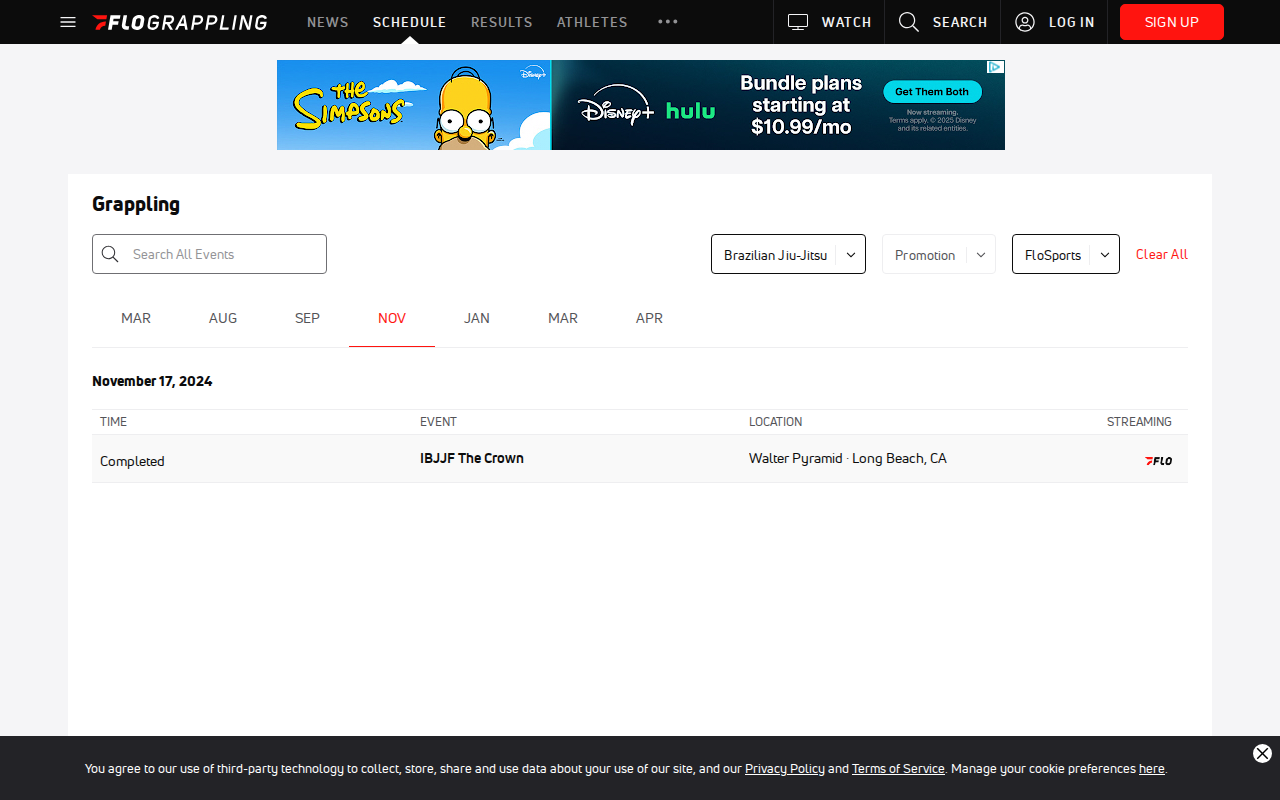 FLOGRAPPLING NEWS SCHEDULE RESULTS ATHLETES WATCH SEARCH LOG IN SIGN UP
THE SIMPSONS
Disney+
Disney+ hulu
Bundle plans
starting at
$10.99/mo
Get Them Both
Now streaming.
Terms apply. © 2025 Disney
and its related entities.
Grappling
Search All Events
Brazilian Jiu-Jitsu
Promotion
FloSports
Clear All
MAR AUG SEP NOV JAN MAR APR
November 17, 2024
TIME EVENT LOCATION STREAMING
Completed IBJJF The Crown Walter Pyramid · Long Beach, CA FLO
You agree to our use of third-party technology to collect, store, share and use data about your use of our site, and our Privacy Policy and Terms of Service. Manage your cookie preferences here.